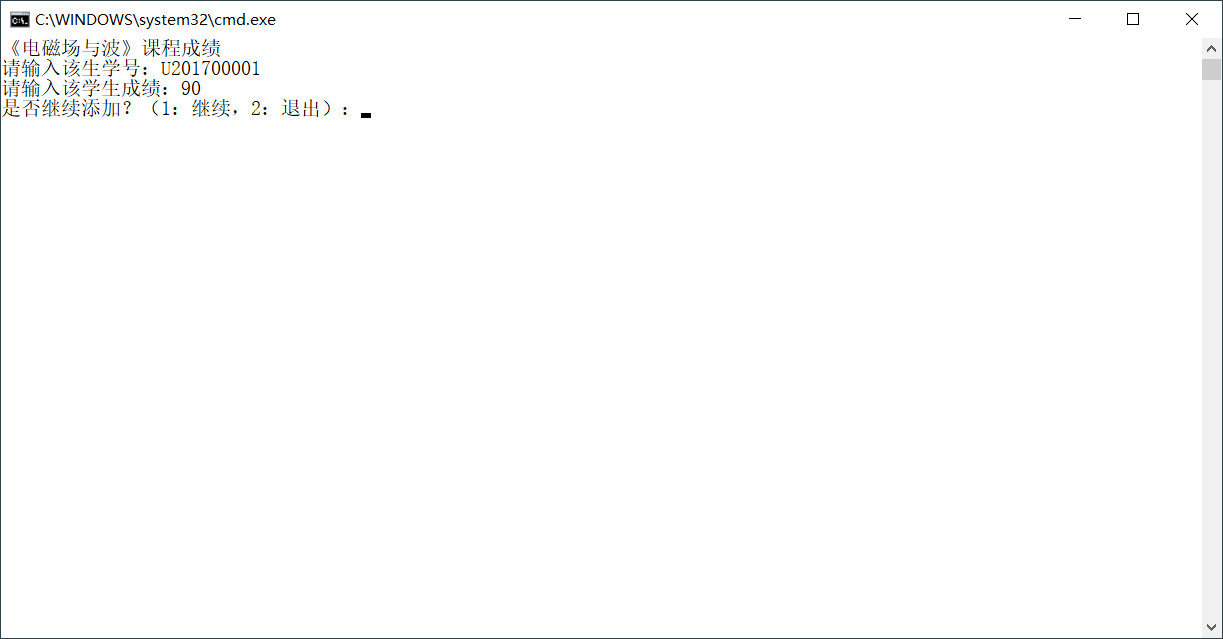 C:\WINDOWS\system32\cmd.exe
《电磁场与波》课程成绩
请输入该生学号：U201700001
请输入该学生成绩：90
是否继续添加？（1：继续，2：退出）：